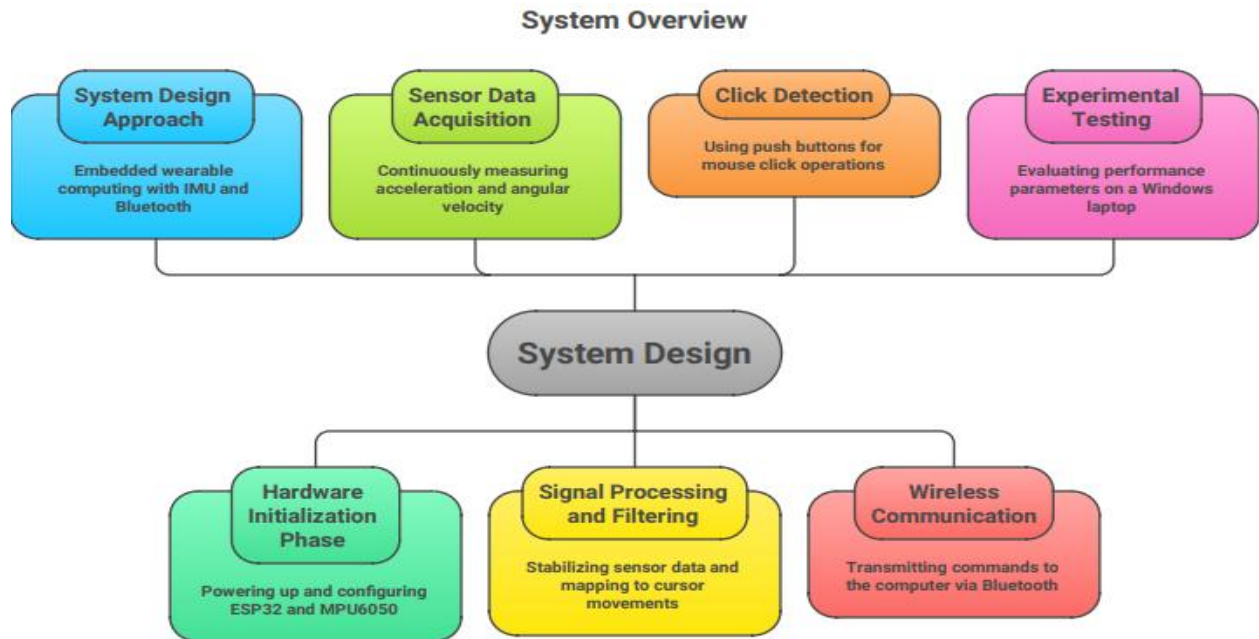 System Overview
System Design
Approach
Embedded wearable
computing with IMU and
Bluetooth
Sensor Data
Acquisition
Continuously measuring
acceleration and angular
velocity
Click Detection
Using push buttons for
mouse click operations
Experimental
Testing
Evaluating performance
parameters on a Windows
laptop
System Design
Hardware
Initialization
Phase
Powering up and configuring
ESP32 and MPU6050
Signal Processing
and Filtering
Stabilizing sensor data and
mapping to cursor
movements
Wireless
Communication
Transmitting commands to
the computer via Bluetooth